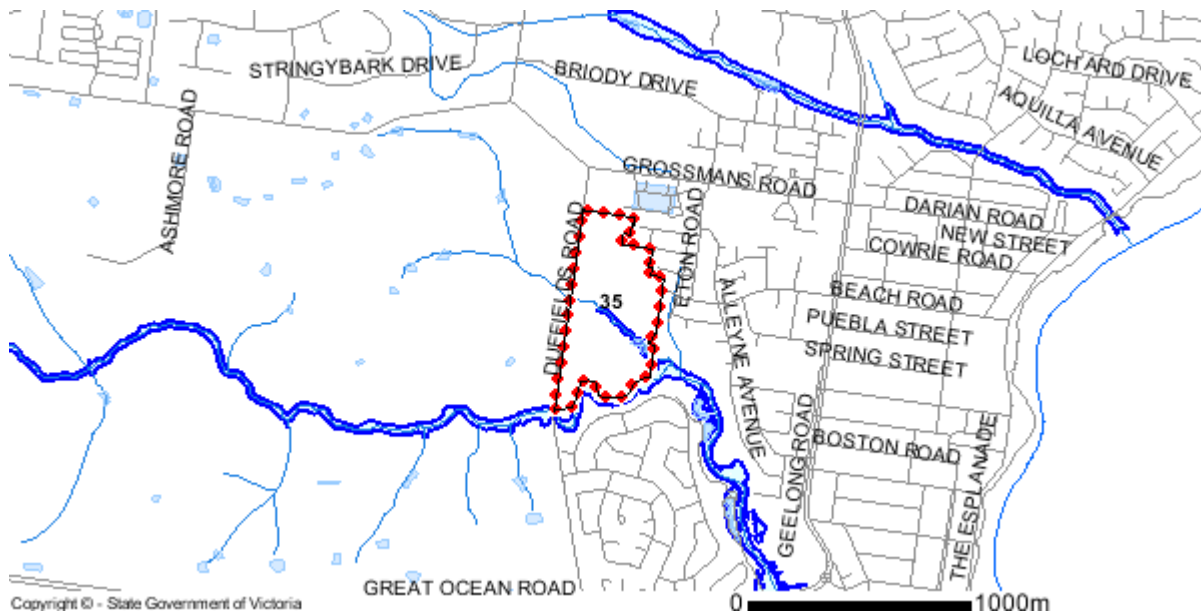 LOCHARD DRIVE
STRINGYBARK DRIVE
BRIODY DRIVE
AQUILLA AVENUE
ASHMORE ROAD
GROSSMANS ROAD
DARIAN ROAD
NEW STREET
COWRIE ROAD
DUFFIELDS ROAD
ETON ROAD
BEACH ROAD
35
ALLEYNE AVENUE
PUEBLA STREET
SPRING STREET
GEELONG ROAD
BOSTON ROAD
THE ESPLANADE
GREAT OCEAN ROAD
Copyright © - State Government of Victoria
0 1000m